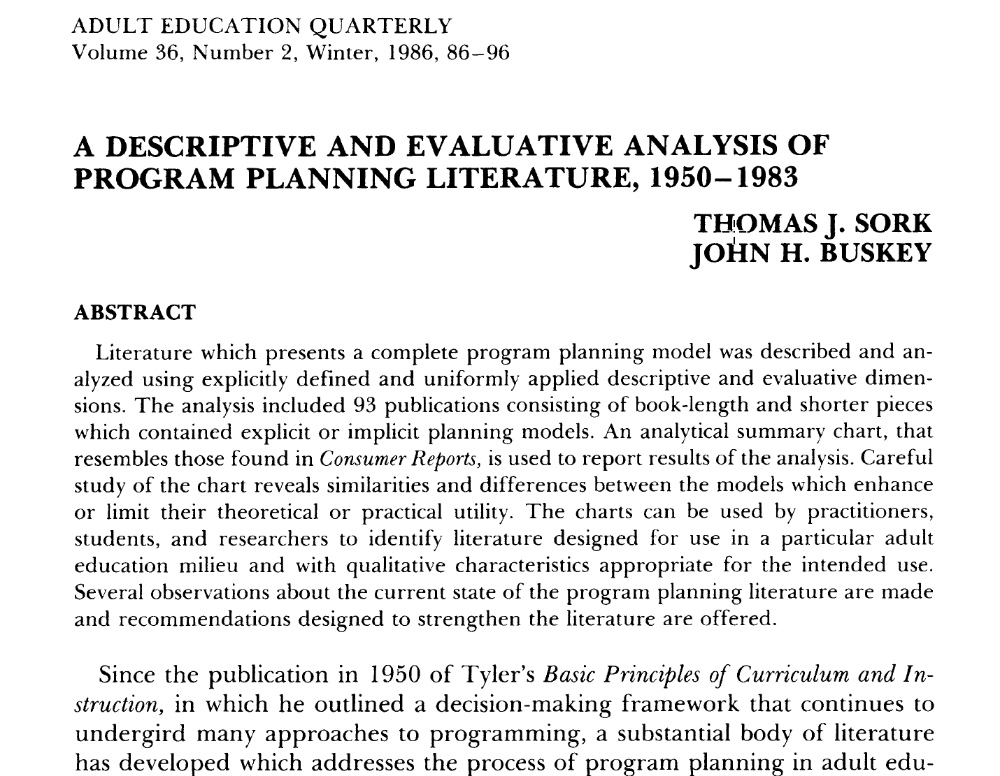 ADULT EDUCATION QUARTERLY
Volume 36, Number 2, Winter, 1986, 86–96
A DESCRIPTIVE AND EVALUATIVE ANALYSIS OF
PROGRAM PLANNING LITERATURE, 1950–1983
THOMAS J. SORK
JOHN H. BUSKEY
ABSTRACT
Literature which presents a complete program planning model was described and an-
alyzed using explicitly defined and uniformly applied descriptive and evaluative dimen-
sions. The analysis included 93 publications consisting of book-length and shorter pieces
which contained explicit or implicit planning models. An analytical summary chart, that
resembles those found in Consumer Reports, is used to report results of the analysis. Careful
study of the chart reveals similarities and differences between the models which enhance
or limit their theoretical or practical utility. The charts can be used by practitioners,
students, and researchers to identify literature designed for use in a particular adult
education milieu and with qualitative characteristics appropriate for the intended use.
Several observations about the current state of the program planning literature are made
and recommendations designed to strengthen the literature are offered.
Since the publication in 1950 of Tyler's Basic Principles of Curriculum and In-
struction, in which he outlined a decision-making framework that continues to
undergird many approaches to programming, a substantial body of literature
has developed which addresses the process of program planning in adult edu-